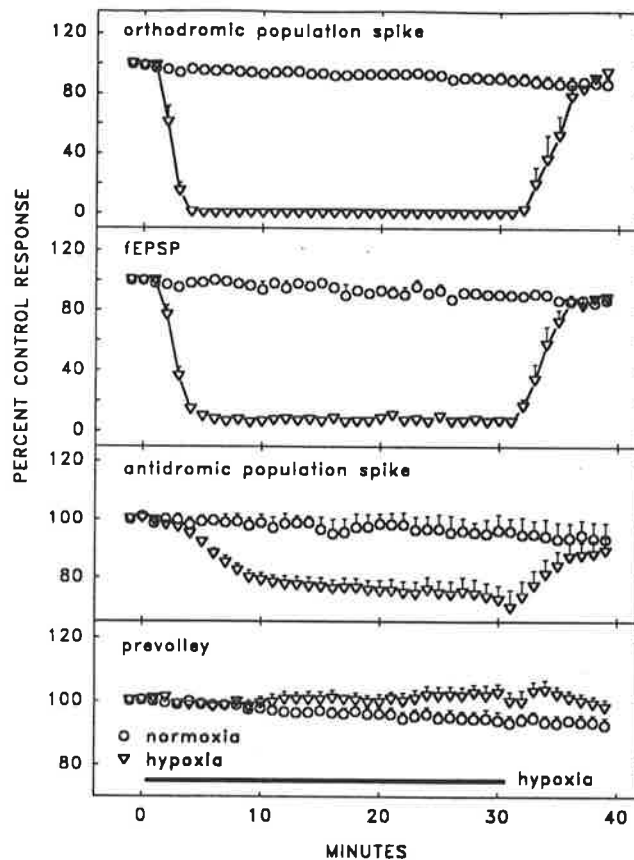 120
orthodromic population spike
80
40
0
120
fEPSP
80
40
0
120
antidromic population spike
100
80
120
prevolley
100
normoxia
hypoxia
80
hypoxia
0
10
20
30
40
MINUTES
PERCENT CONTROL RESPONSE